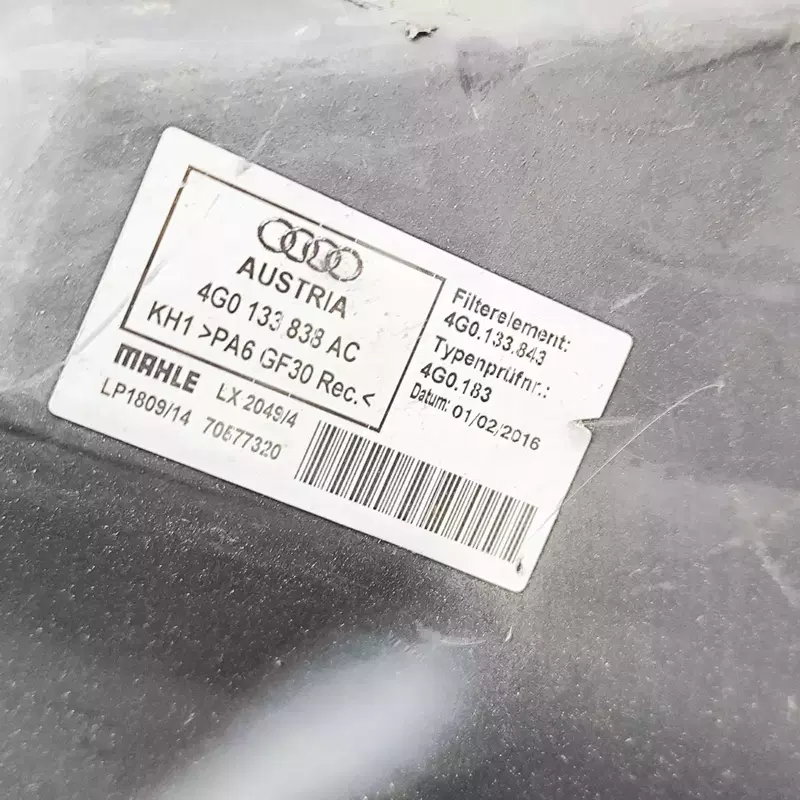 AUSTRIA
4G0 133 838 AC
KH1 >PA6 GF30 Rec.<
MAHLE LX 2049/4
LP1809/14 70677320
Filterelement:
4G0.133.843
Typenprüfnr.:
4G0.183
Datum: 01/02/2016